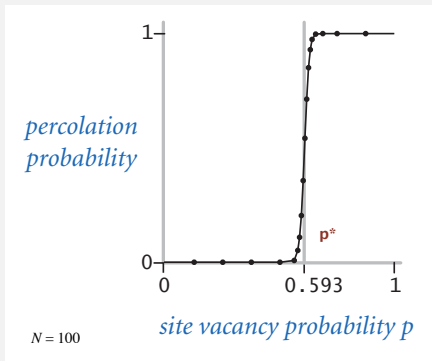 1
percolation
probability
p*
0
0 0.593 1
site vacancy probability p
N = 100